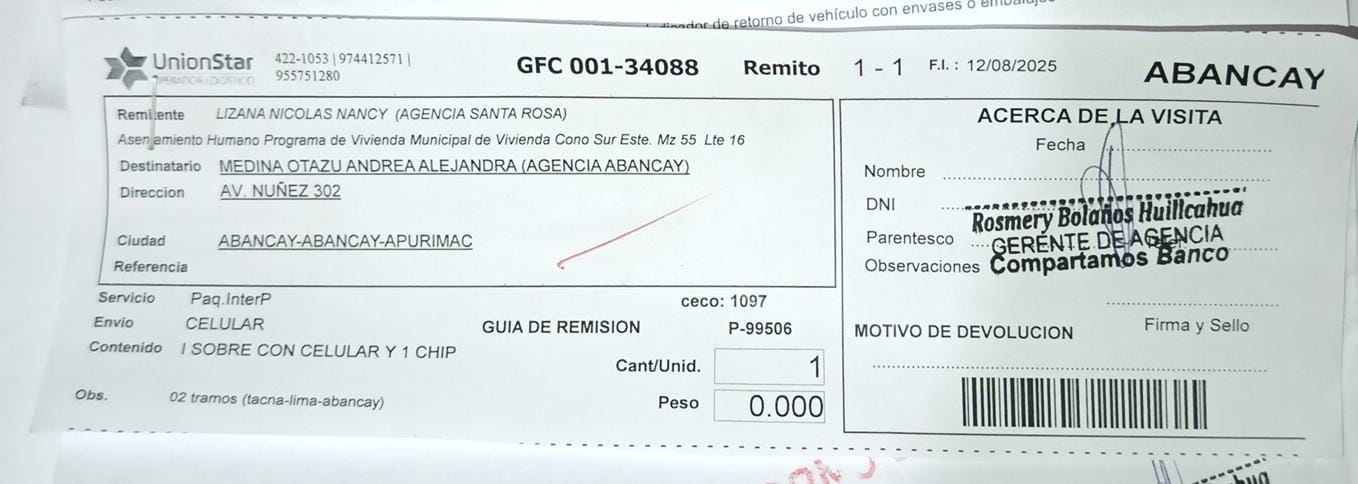 de retorno de vehículo con envases o
UnionStar
OPERADOR LOGÍSTICO
422-1053 | 974412571 |
955751280
GFC 001-34088 Remito 1 - 1 F.I. : 12/08/2025 ABANCAY
Remitente LIZANA NICOLAS NANCY (AGENCIA SANTA ROSA)
Asentamiento Humano Programa de Vivienda Municipal de Vivienda Cono Sur Este. Mz 55 Lte 16
Destinatario MEDINA OTAZU ANDREA ALEJANDRA (AGENCIA ABANCAY)
Direccion AV. NUÑEZ 302
Ciudad ABANCAY-ABANCAY-APURIMAC
Referencia
Servicio Paq.InterP ceco: 1097
Envio CELULAR GUIA DE REMISION P-99506
Contenido I SOBRE CON CELULAR Y 1 CHIP
Cant/Unid. 1
Obs. 02 tramos (tacna-lima-abancay)
Peso 0.000
ACERCA DE LA VISITA
Fecha
Nombre
DNI
Rosmery Bolaños Huillcahua
Parentesco GERENTE DE AGENCIA
Observaciones Compartamos Banco
Firma y Sello
MOTIVO DE DEVOLUCION